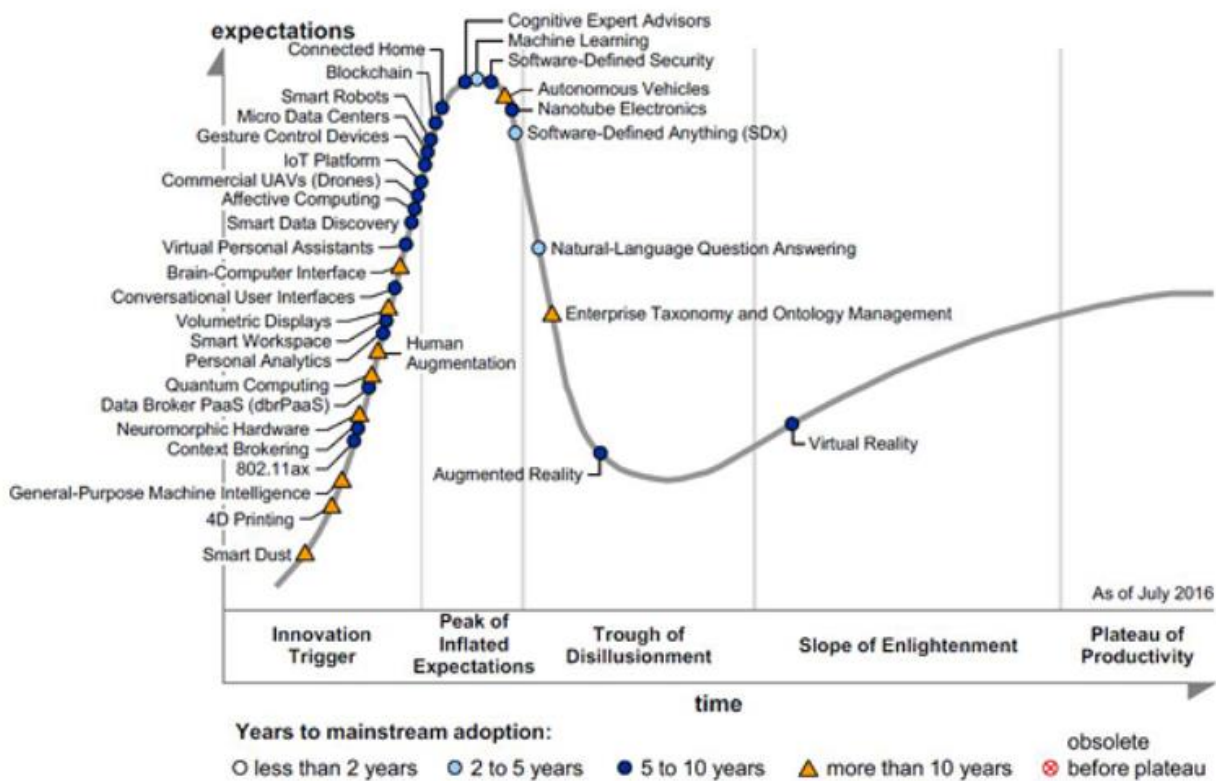 expectations
Cognitive Expert Advisors
Machine Learning
Software-Defined Security
Connected Home
Blockchain
Smart Robots
Micro Data Centers
Gesture Control Devices
IoT Platform
Commercial UAVs (Drones)
Affective Computing
Smart Data Discovery
Virtual Personal Assistants
Brain-Computer Interface
Conversational User Interfaces
Volumetric Displays
Smart Workspace
Personal Analytics
Quantum Computing
Data Broker PaaS (dbrPaaS)
Neuromorphic Hardware
Context Brokering
802.11ax
General-Purpose Machine Intelligence
4D Printing
Smart Dust
Human
Augmentation
Autonomous Vehicles
Nanotube Electronics
Software-Defined Anything (SDx)
Natural-Language Question Answering
Enterprise Taxonomy and Ontology Management
Augmented Reality
Virtual Reality
As of July 2016
Innovation
Trigger
Peak of
Inflated
Expectations
Trough of
Disillusionment
Slope of Enlightenment
Plateau of
Productivity
time
Years to mainstream adoption:
less than 2 years
2 to 5 years
5 to 10 years
more than 10 years
obsolete
before plateau